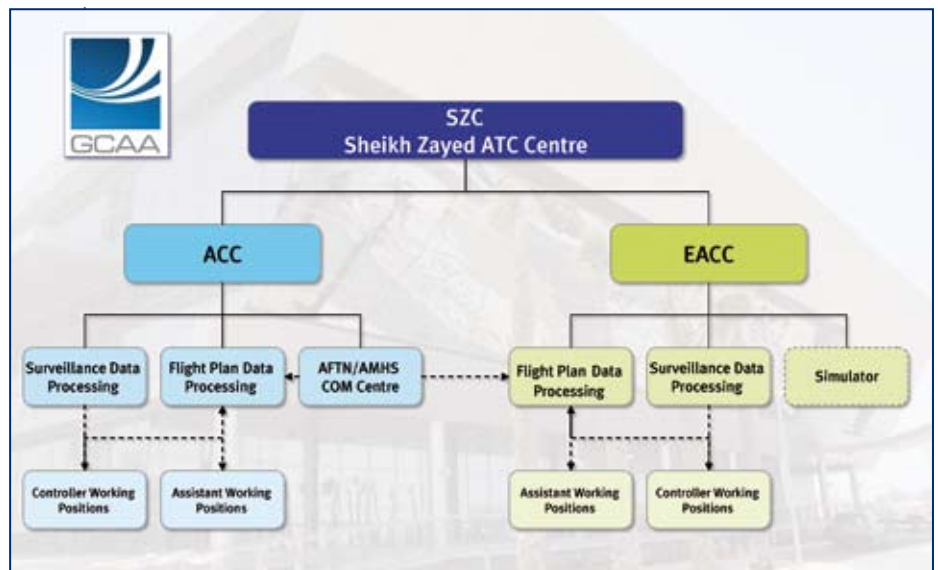 GCAA
SZC
Sheikh Zayed ATC Centre
ACC
EACC
Surveillance Data
Processing
Flight Plan Data
Processing
AFTN/AMHS
COM Centre
Flight Plan Data
Processing
Surveillance Data
Processing
Simulator
Controller Working
Positions
Assistant Working
Positions
Assistant Working
Positions
Controller Working
Positions